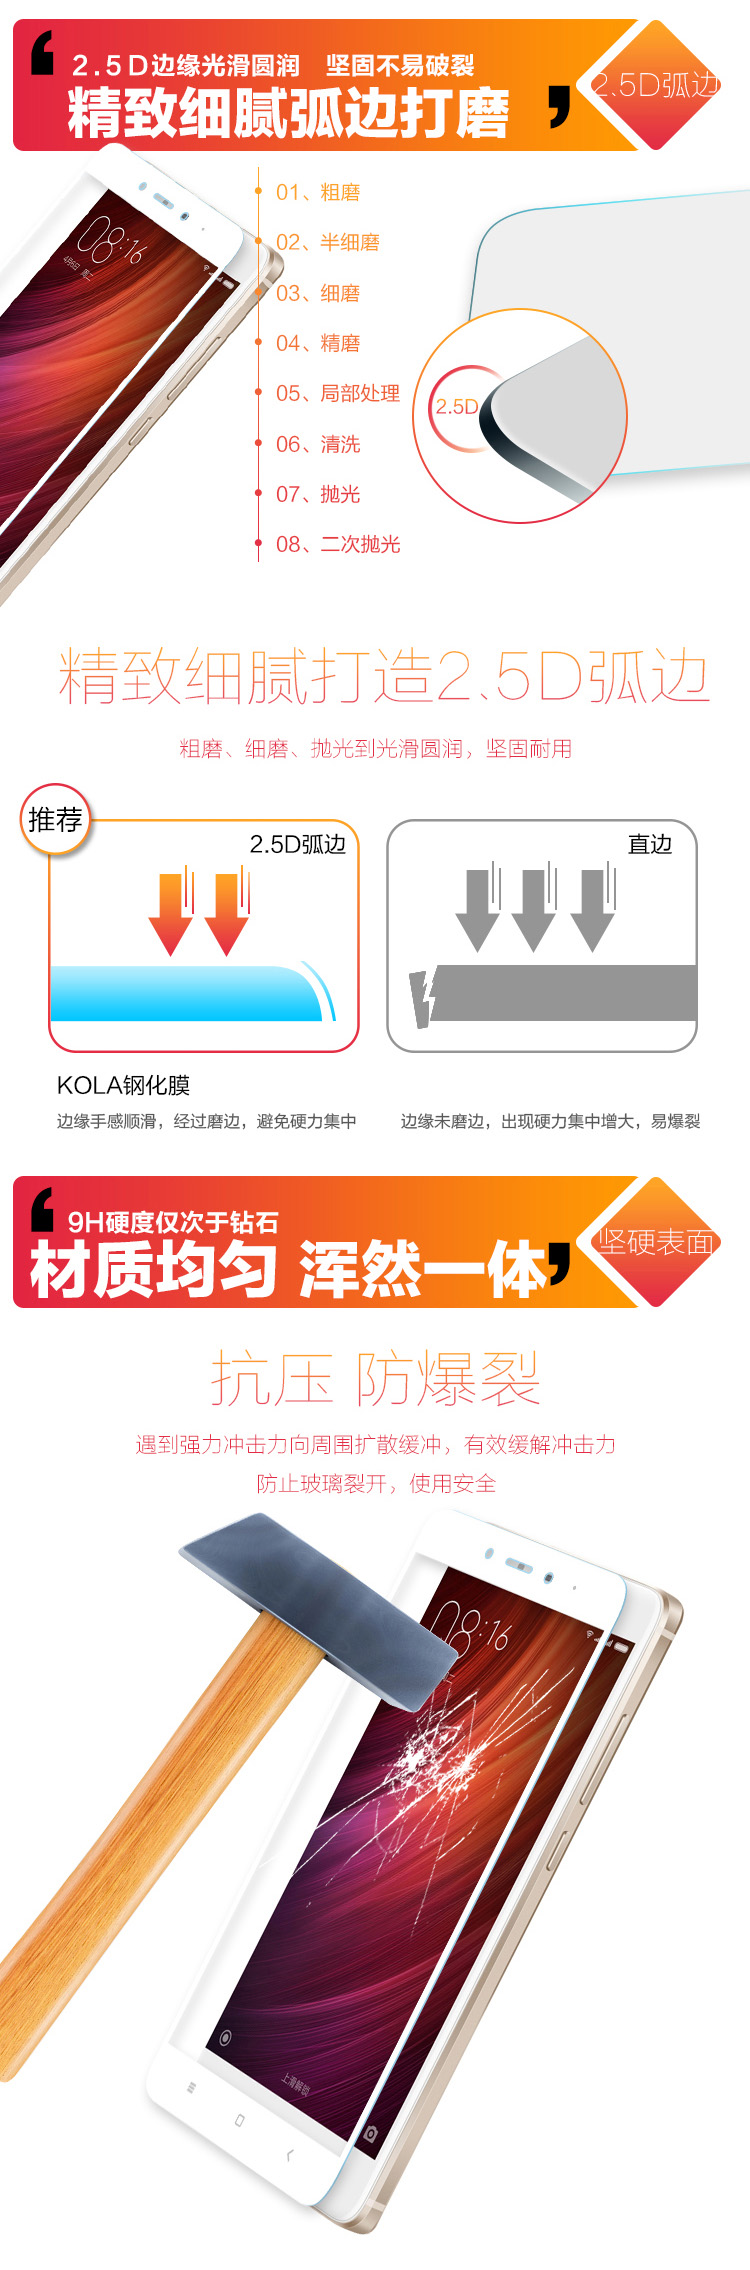 2.5D边缘光滑圆润 坚固不易破裂
精致细腻弧边打磨
2.5D弧边
08:16
4月5日 周二
01、粗磨
02、半细磨
03、细磨
04、精磨
05、局部处理
06、清洗
07、抛光
08、二次抛光
2.5D
精致细腻打造2.5D弧边
粗磨、细磨、抛光到光滑圆润，坚固耐用
推荐
2.5D弧边
直边
KOLA钢化膜
边缘手感顺滑，经过磨边，避免硬力集中
边缘未磨边，出现硬力集中增大，易爆裂
9H硬度仅次于钻石
材质均匀 浑然一体
坚硬表面
抗压 防爆裂
遇到强力冲击力向周围扩散缓冲，有效缓解冲击力
防止玻璃裂开，使用安全
08:16
上滑解锁